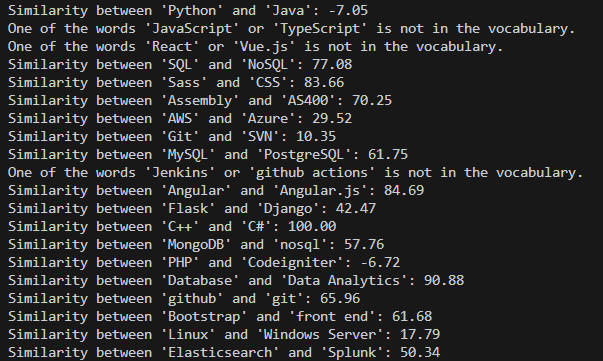 Similarity between 'Python' and 'Java': -7.05
One of the words 'JavaScript' or 'TypeScript' is not in the vocabulary.
One of the words 'React' or 'Vue.js' is not in the vocabulary.
Similarity between 'SQL' and 'NoSQL': 77.08
Similarity between 'Sass' and 'CSS': 83.66
Similarity between 'Assembly' and 'AS400': 70.25
Similarity between 'AWS' and 'Azure': 29.52
Similarity between 'Git' and 'SVN': 10.35
Similarity between 'MySQL' and 'PostgreSQL': 61.75
One of the words 'Jenkins' or 'github actions' is not in the vocabulary.
Similarity between 'Angular' and 'Angular.js': 84.69
Similarity between 'Flask' and 'Django': 42.47
Similarity between 'C++' and 'C#': 100.00
Similarity between 'MongoDB' and 'nosql': 57.76
Similarity between 'PHP' and 'Codeigniter': -6.72
Similarity between 'Database' and 'Data Analytics': 90.88
Similarity between 'github' and 'git': 65.96
Similarity between 'Bootstrap' and 'front end': 61.68
Similarity between 'Linux' and 'Windows Server': 17.79
Similarity between 'Elasticsearch' and 'Splunk': 50.34